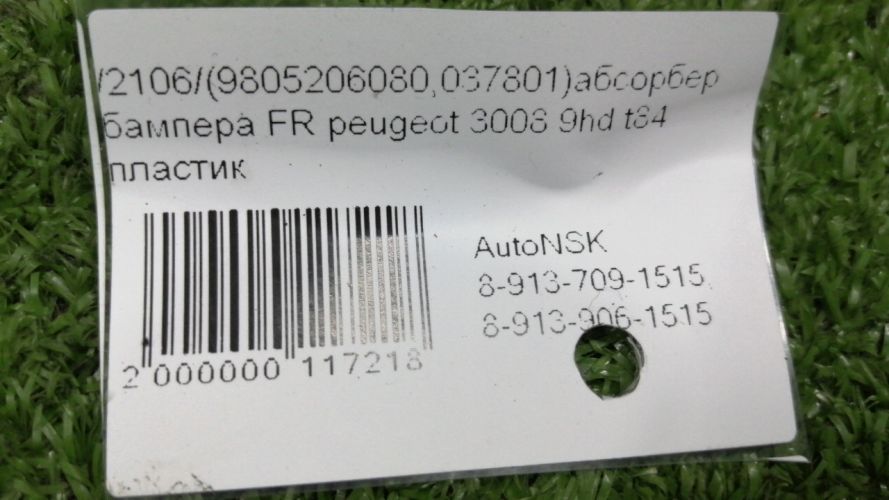 /2106/(9805206080,037801)абсорбер
бампера FR peugeot 3008 9hd t84
пластик
AutoNSK
8-913-709-1515
8-913-906-1515
2 000000 117218